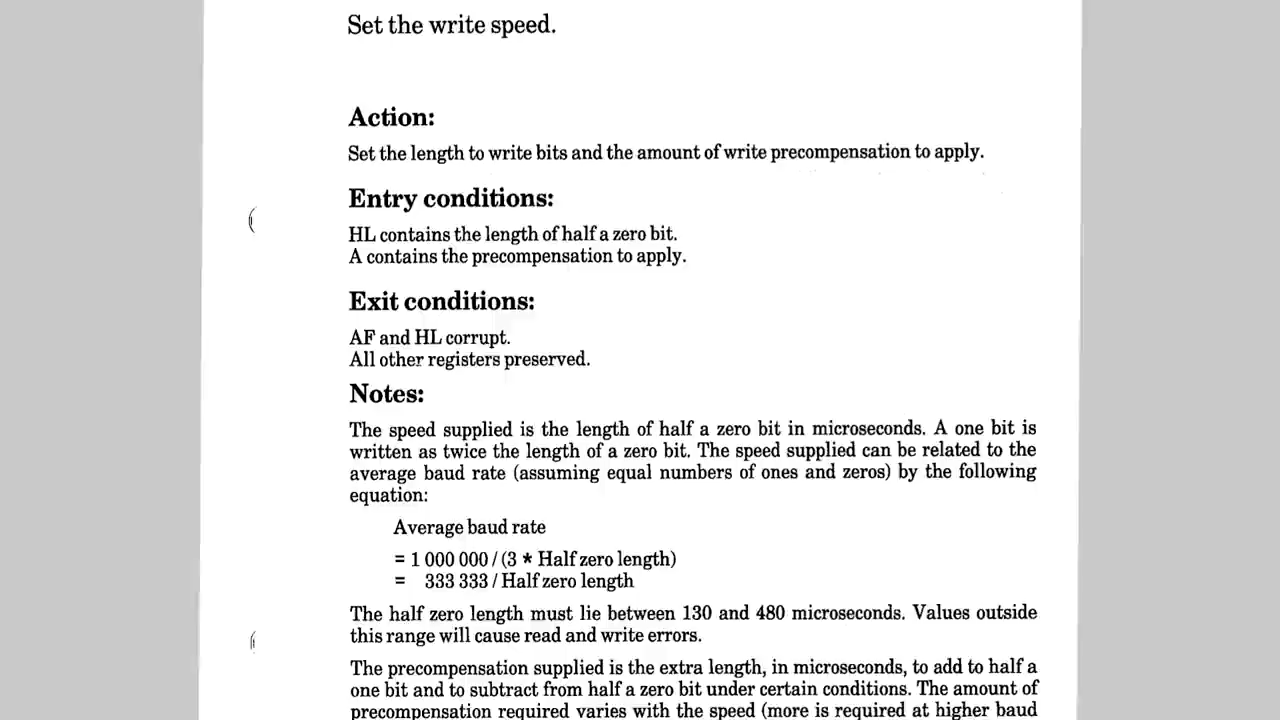 Set the write speed.
Action:
Set the length to write bits and the amount of write precompensation to apply.
Entry conditions:
HL contains the length of half a zero bit.
A contains the precompensation to apply.
Exit conditions:
AF and HL corrupt.
All other registers preserved.
Notes:
The speed supplied is the length of half a zero bit in microseconds. A one bit is
written as twice the length of a zero bit. The speed supplied can be related to the
average baud rate (assuming equal numbers of ones and zeros) by the following
equation:
Average baud rate
= 1 000 000 / (3 * Half zero length)
= 333 333 / Half zero length
The half zero length must lie between 130 and 480 microseconds. Values outside
this range will cause read and write errors.
The precompensation supplied is the extra length, in microseconds, to add to half a
one bit and to subtract from half a zero bit under certain conditions. The amount of
precompensation required varies with the speed (more is required at higher baud